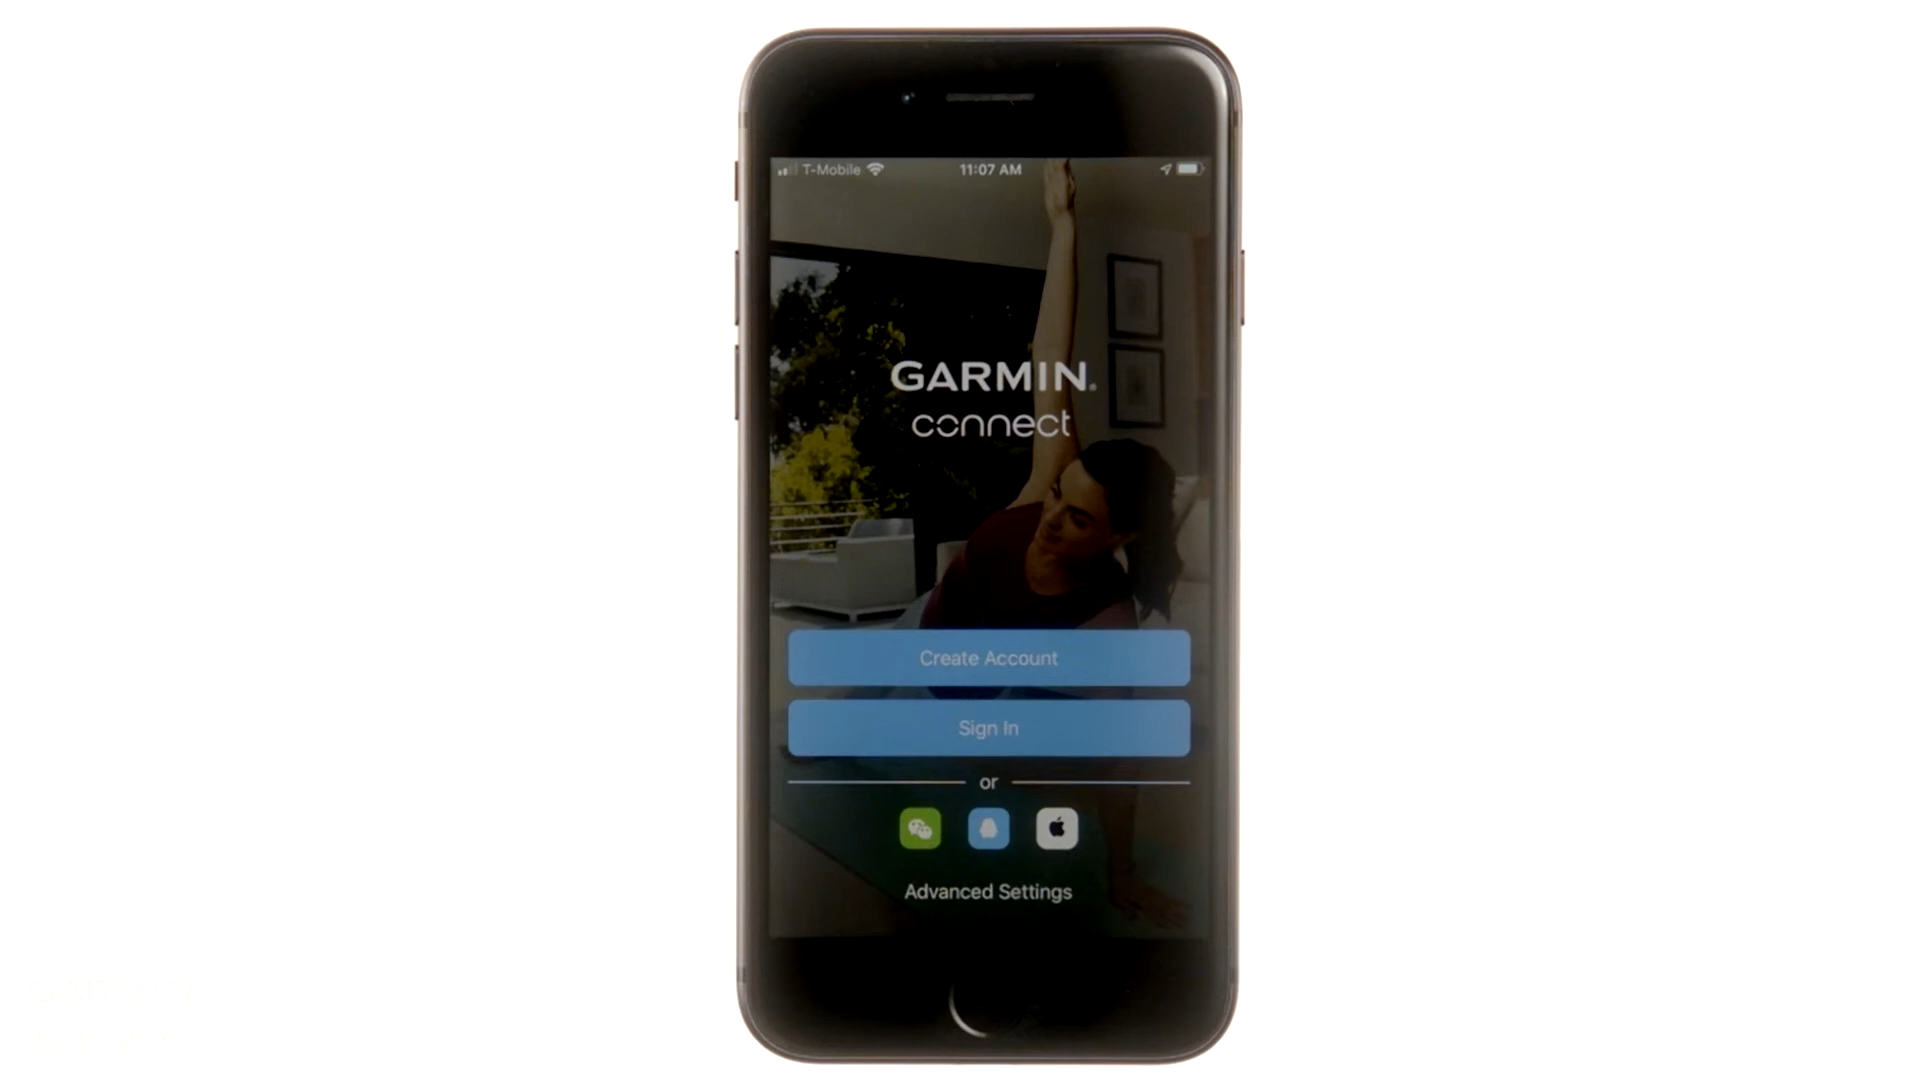 T-Mobile 11:07 AM
GARMIN®
connect
Create Account
Sign In
or
Advanced Settings